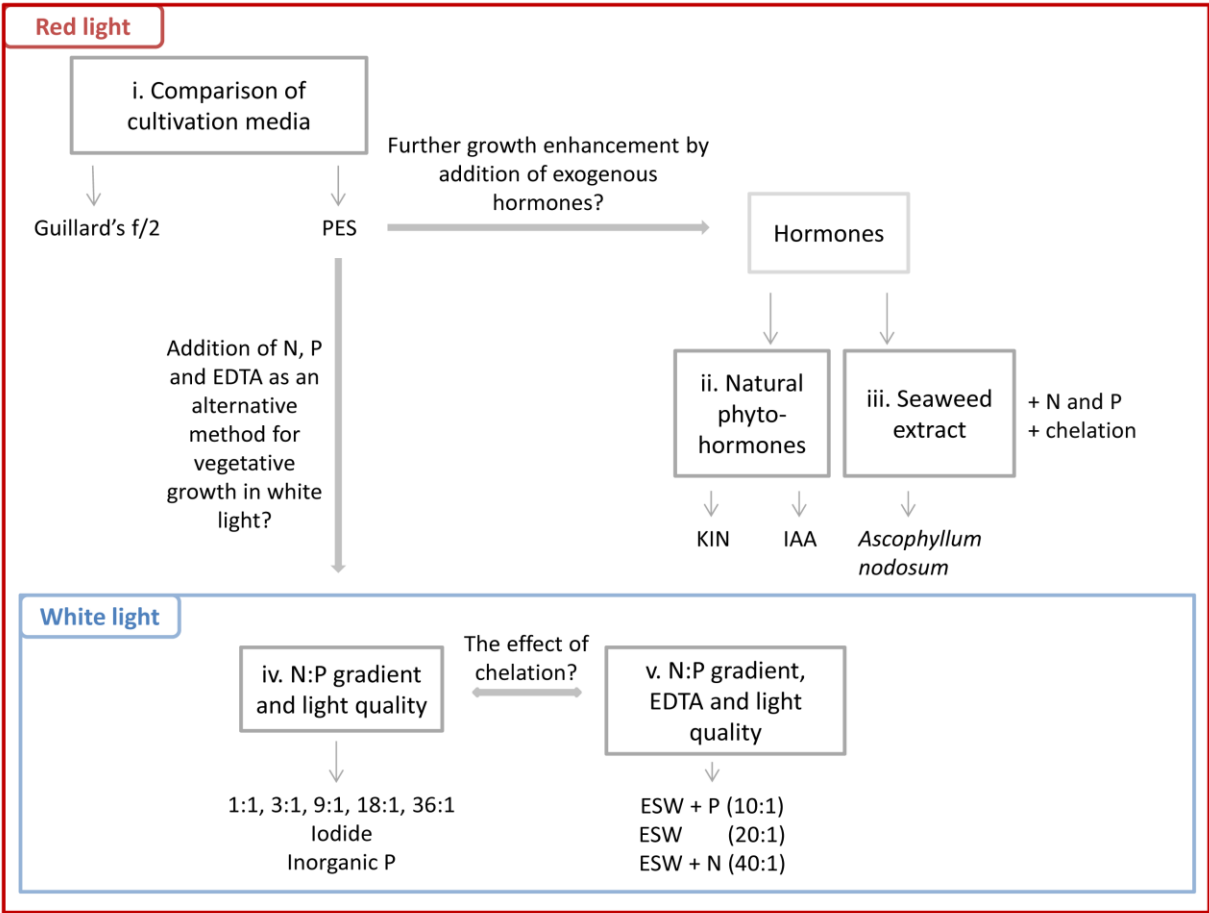 Red light
i. Comparison of
cultivation media
Guillard's f/2
PES
Further growth enhancement by
addition of exogenous
hormones?
Hormones
ii. Natural
phyto-
hormones
iii. Seaweed
extract
+ N and P
+ chelation
KIN
IAA
Ascophyllum
nodosum
Addition of N, P
and EDTA as an
alternative
method for
vegetative
growth in white
light?
White light
iv. N:P gradient
and light quality
The effect of
chelation?
v. N:P gradient,
EDTA and light
quality
1:1, 3:1, 9:1, 18:1, 36:1
Iodide
Inorganic P
ESW + P (10:1)
ESW (20:1)
ESW + N (40:1)